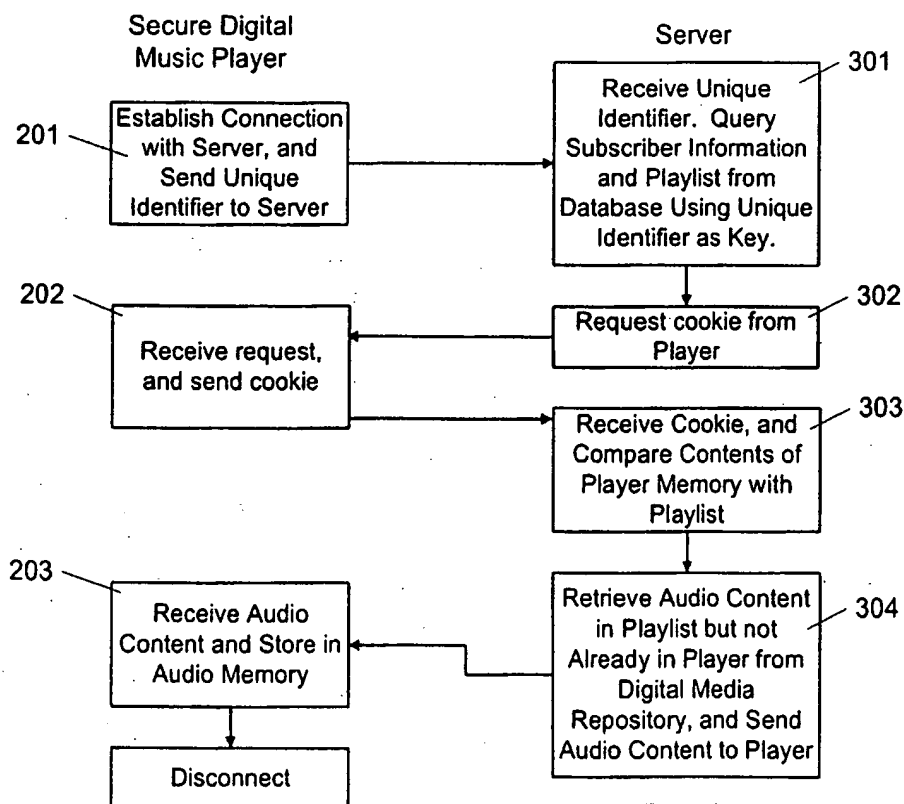 Secure Digital
Music Player
Server
301
Receive Unique
Identifier. Query
Subscriber Information
and Playlist from
Database Using Unique
Identifier as Key.
201
Establish Connection
with Server, and
Send Unique
Identifier to Server
202
Receive request,
and send cookie
302
Request cookie from
Player
303
Receive Cookie, and
Compare Contents of
Player Memory with
Playlist
203
Receive Audio
Content and Store in
Audio Memory
304
Retrieve Audio Content
in Playlist but not
Already in Player from
Digital Media
Repository, and Send
Audio Content to Player
Disconnect